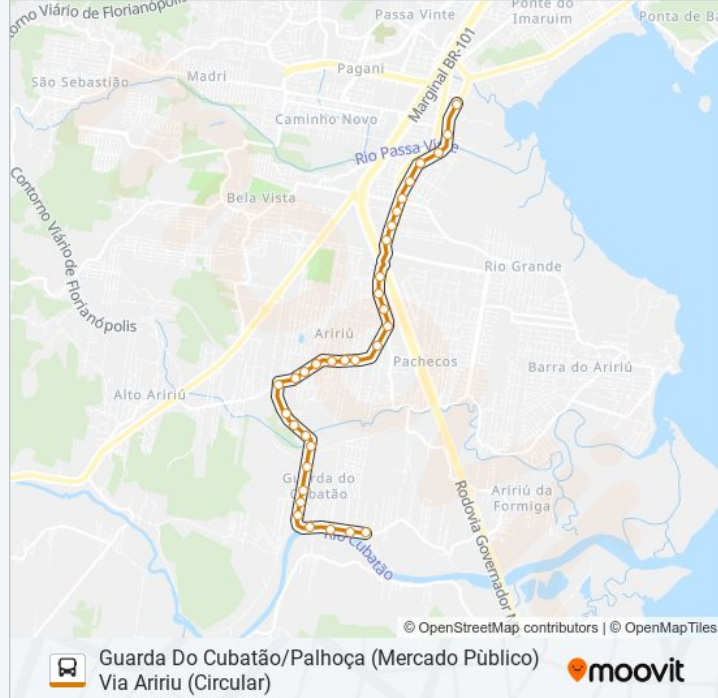 orno Viário de Florianópolis
Passa Vinte
Ponte do
Imaruim
Ponta de Ba
São Sebastião
Madri
Pagani
Marginal BR-101
Caminho Novo
Rio Passa Vinte
Contorno Viário de Florianópolis
Bela Vista
Rio Grande
Aririú
Pachecos
Barra do Aririú
Alto Aririú
Guarda do
Cubatão
Aririú da
Formiga
Rodovia Governador M
Rio Cubatão
© OpenStreetMap contributors | © OpenMapTiles
Guarda Do Cubatão/Palhoça (Mercado Pùblico)
Via Aririu (Circular)
moovit